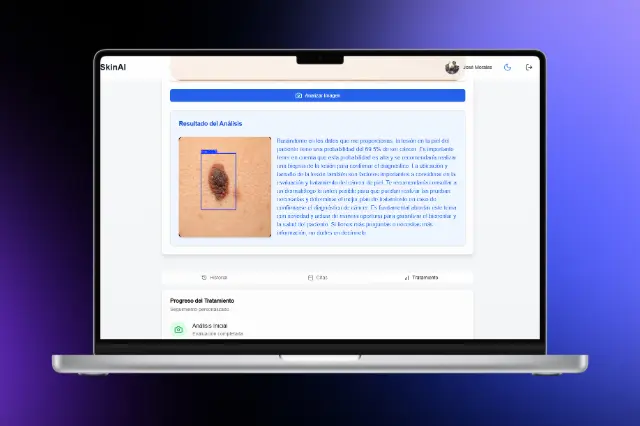 SkinAI
José Morales
Analizar Imagen
Resultado del Análisis
Basándome en los datos que me proporcionas, la lesión en la piel del
paciente tiene una probabilidad del 69.5% de ser cáncer. Es importante
tener en cuenta que esta probabilidad es alta y se recomendaría realizar
una biopsia de la lesión para confirmar el diagnóstico. La ubicación y
tamaño de la lesión también son factores importantes a considerar en la
evaluación y tratamiento del cáncer de piel. Te recomendaría consultar a
un dermatólogo lo antes posible para que puedan realizar las pruebas
necesarias y determinar el mejor plan de tratamiento en caso de
confirmarse el diagnóstico de cáncer. Es fundamental abordar este tema
con seriedad y actuar de manera oportuna para garantizar el bienestar y
la salud del paciente. Si tienes más preguntas o necesitas más
información, no dudes en decírmelo.
Historial
Citas
Tratamiento
Progreso del Tratamiento
Seguimiento personalizado
Análisis Inicial
Evaluación completada